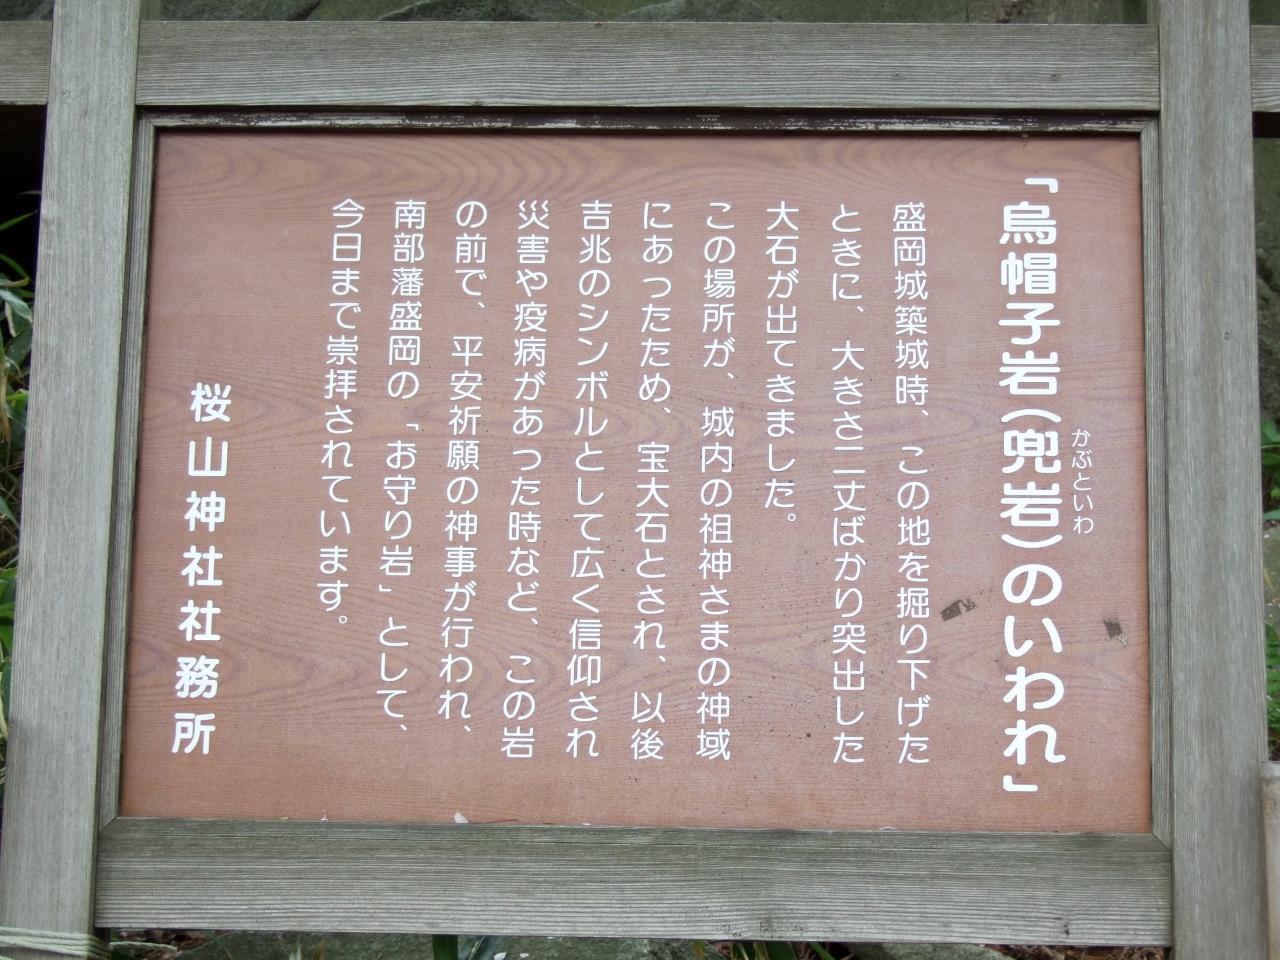 「烏帽子岩(兜岩)のいわれ」
かぶといわ
盛岡城築城時、この地を掘り下げた
ときに、大きさ二丈ばかり突出した
大石が出てきました。
この場所が、城内の祖神さまの神域
にあったため、宝大石とされ、以後
吉兆のシンボルとして広く信仰され
災害や疫病があった時など、この岩
の前で、平安祈願の神事が行われ、
南部藩盛岡の「お守り岩」として、
今日まで崇拝されています。
桜山神社社務所